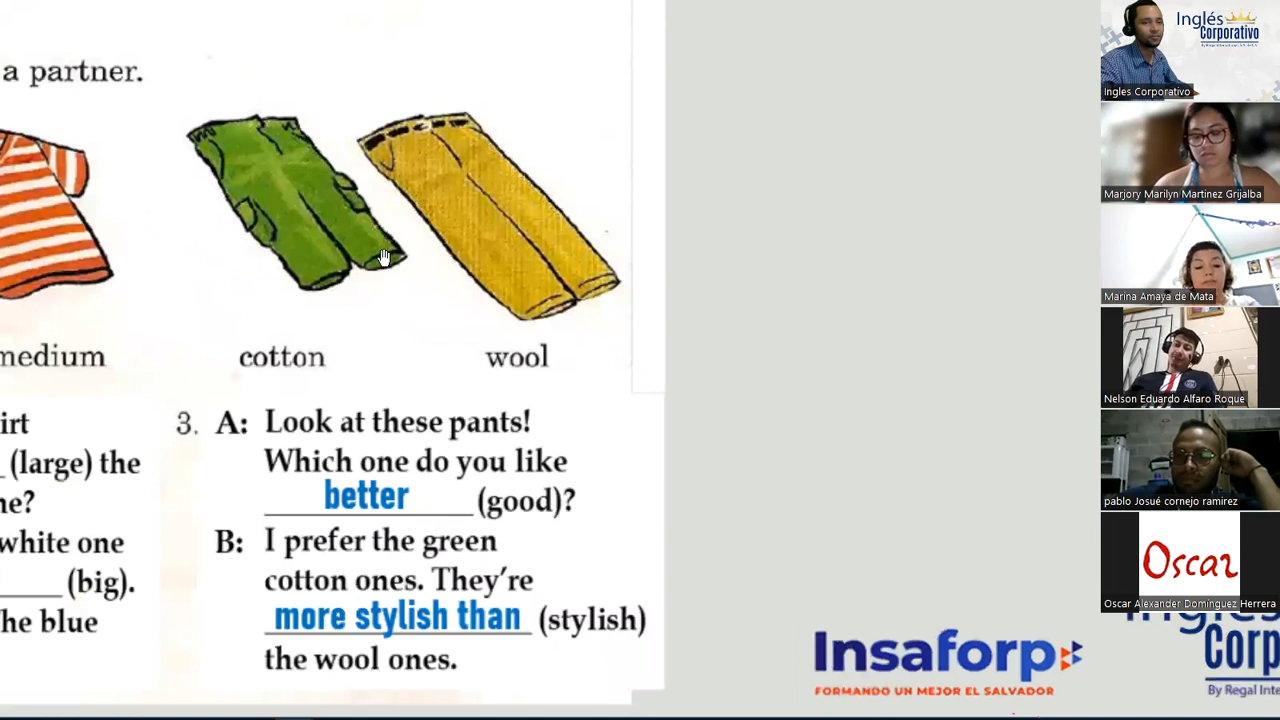 a partner.
medium
cotton
wool
irt
(large) the
ne?
white one
(big).
he blue
3. A: Look at these pants!
Which one do you like
better (good)?
B: I prefer the green
cotton ones. They're
more stylish than (stylish)
the wool ones.
Insaforp
FORMANDO UN MEJOR EL SALVADOR
Corp
By Regal Inte
Inglés
Corporativo
Ingles Corporativo
Marjory Marilyn Martinez Grijalba
Marina Amaya de Mata
Nelson Eduardo Alfaro Roque
pablo Josué cornejo ramirez
Oscar
Oscar Alexander Domínguez Herrera